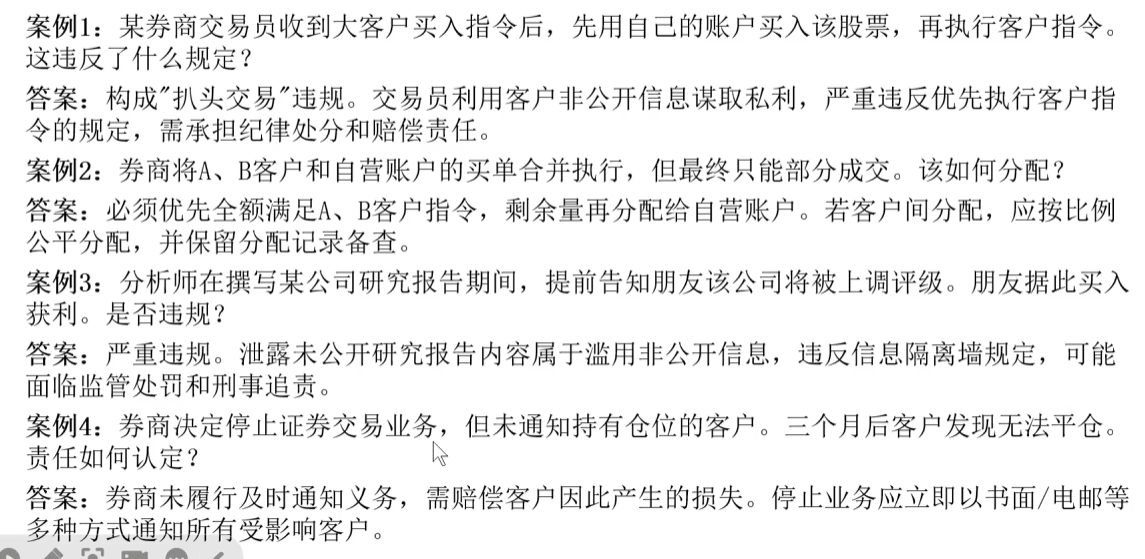 案例1：某券商交易员收到大客户买入指令后，先用自己的账户买入该股票，再执行客户指令。
这违反了什么规定？
答案：构成"扒头交易"违规。交易员利用客户非公开信息谋取私利，严重违反优先执行客户指
令的规定，需承担纪律处分和赔偿责任。
案例2：券商将A、B客户和自营账户的买单合并执行，但最终只能部分成交。该如何分配？
答案：必须优先全额满足A、B客户指令，剩余量再分配给自营账户。若客户间分配，应按比例
公平分配，并保留分配记录备查。
案例3：分析师在撰写某公司研究报告期间，提前告知朋友该公司将被上调评级。朋友据此买入
获利。是否违规？
答案：严重违规。泄露未公开研究报告内容属于滥用非公开信息，违反信息隔离墙规定，可能
面临监管处罚和刑事追责。
案例4：券商决定停止证券交易业务，但未通知持有仓位的客户。三个月后客户发现无法平仓。
责任如何认定？
答案：券商未履行及时通知义务，需赔偿客户因此产生的损失。停止业务应立即以书面/电邮等
多种方式通知所有受影响客户。